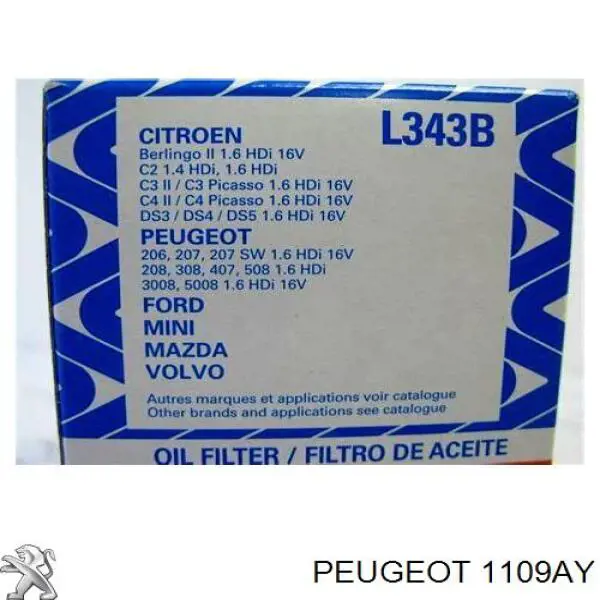 CITROEN
L343B
Berlingo II 1.6 HDi 16V
C2 1.4 HDi, 1.6 HDi
C3 II / C3 Picasso 1.6 HDi 16V
C4 II / C4 Picasso 1.6 HDi 16V
DS3 / DS4 / DS5 1.6 HDi 16V
PEUGEOT
206, 207, 207 SW 1.6 HDi 16V
208, 308, 407, 508 1.6 HDi
3008, 5008 1.6 HDi 16V
FORD
MINI
MAZDA
VOLVO
Autres marques et applications voir catalogue
Other brands and applications see catalogue
OIL FILTER / FILTRO DE ACEITE
PEUGEOT 1109AY